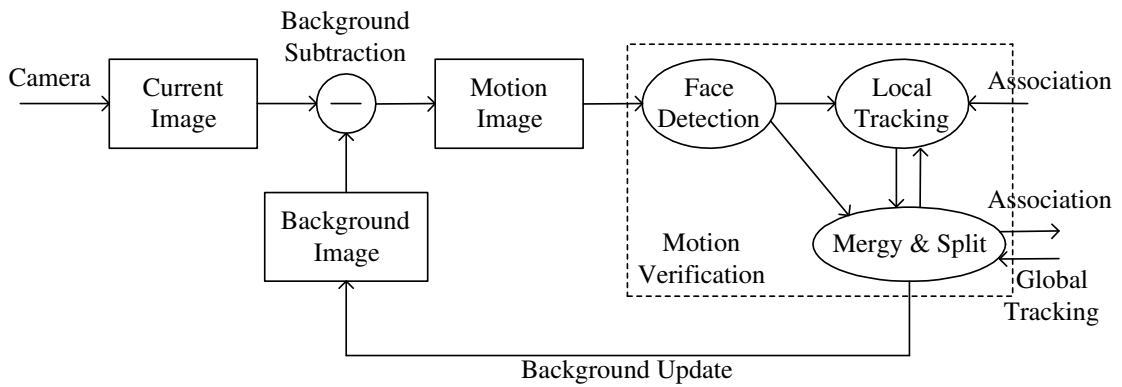 Background
Subtraction
Camera
Current
Image
Motion
Image
Face
Detection
Local
Tracking
Association
Background
Image
Motion
Verification
Mergy & Split
Association
Global
Tracking
Background Update